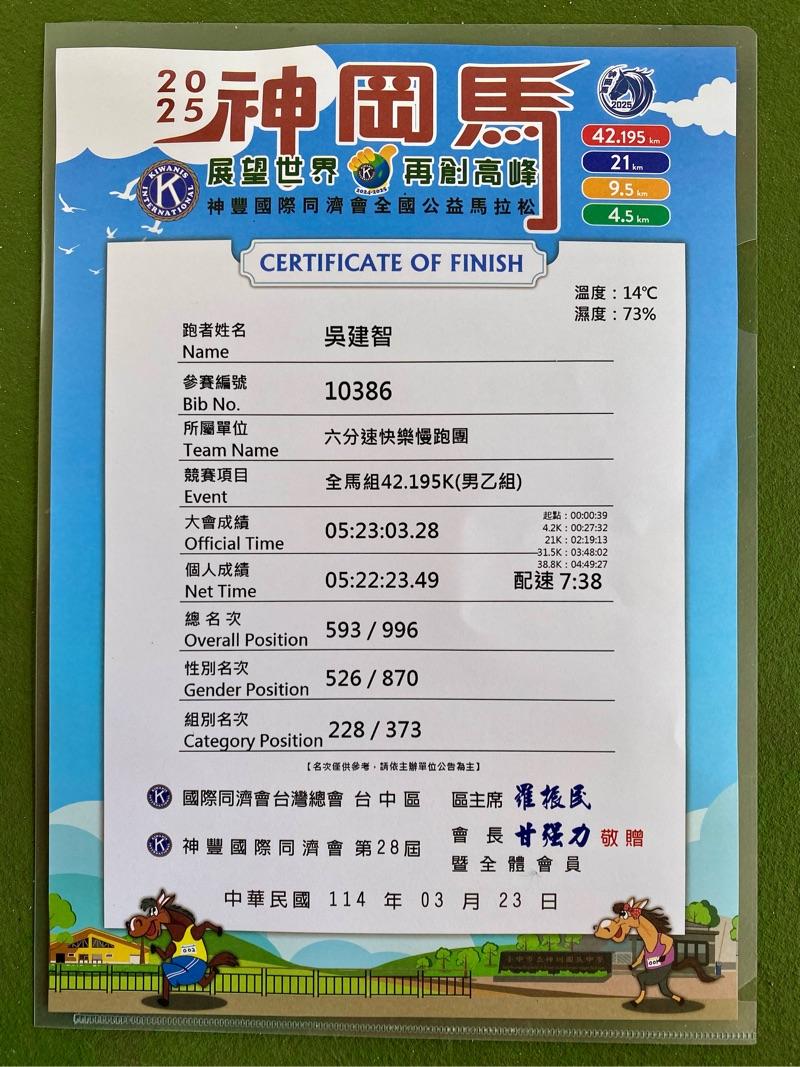 2025 神岡馬
2025
42.195 km
21 km
9.5 km
4.5 km
KIWANIS INTERNATIONAL
K
展望世界 再創高峰
2024-2025
神豐國際同濟會全國公益馬拉松
CERTIFICATE OF FINISH
溫度：14℃
濕度：73%
跑者姓名 吳建智
Name
參賽編號 10386
Bib No.
所屬單位 六分速快樂慢跑團
Team Name
競賽項目 全馬組42.195K(男乙組)
Event
大會成績 05:23:03.28
Official Time
起點：00:00:39
4.2K：00:27:32
21K：02:19:13
31.5K：03:48:02
38.8K：04:49:27
個人成績 05:22:23.49 配速 7:38
Net Time
總名次 593 / 996
Overall Position
性別名次 526 / 870
Gender Position
組別名次 228 / 373
Category Position
【名次僅供參考，請依主辦單位公告為主】
國際同濟會台灣總會 台中區 區主席 羅振民
神豐國際同濟會 第28屆 會長 甘強力 敬贈
暨全體會員
中華民國 114 年 03 月 23 日